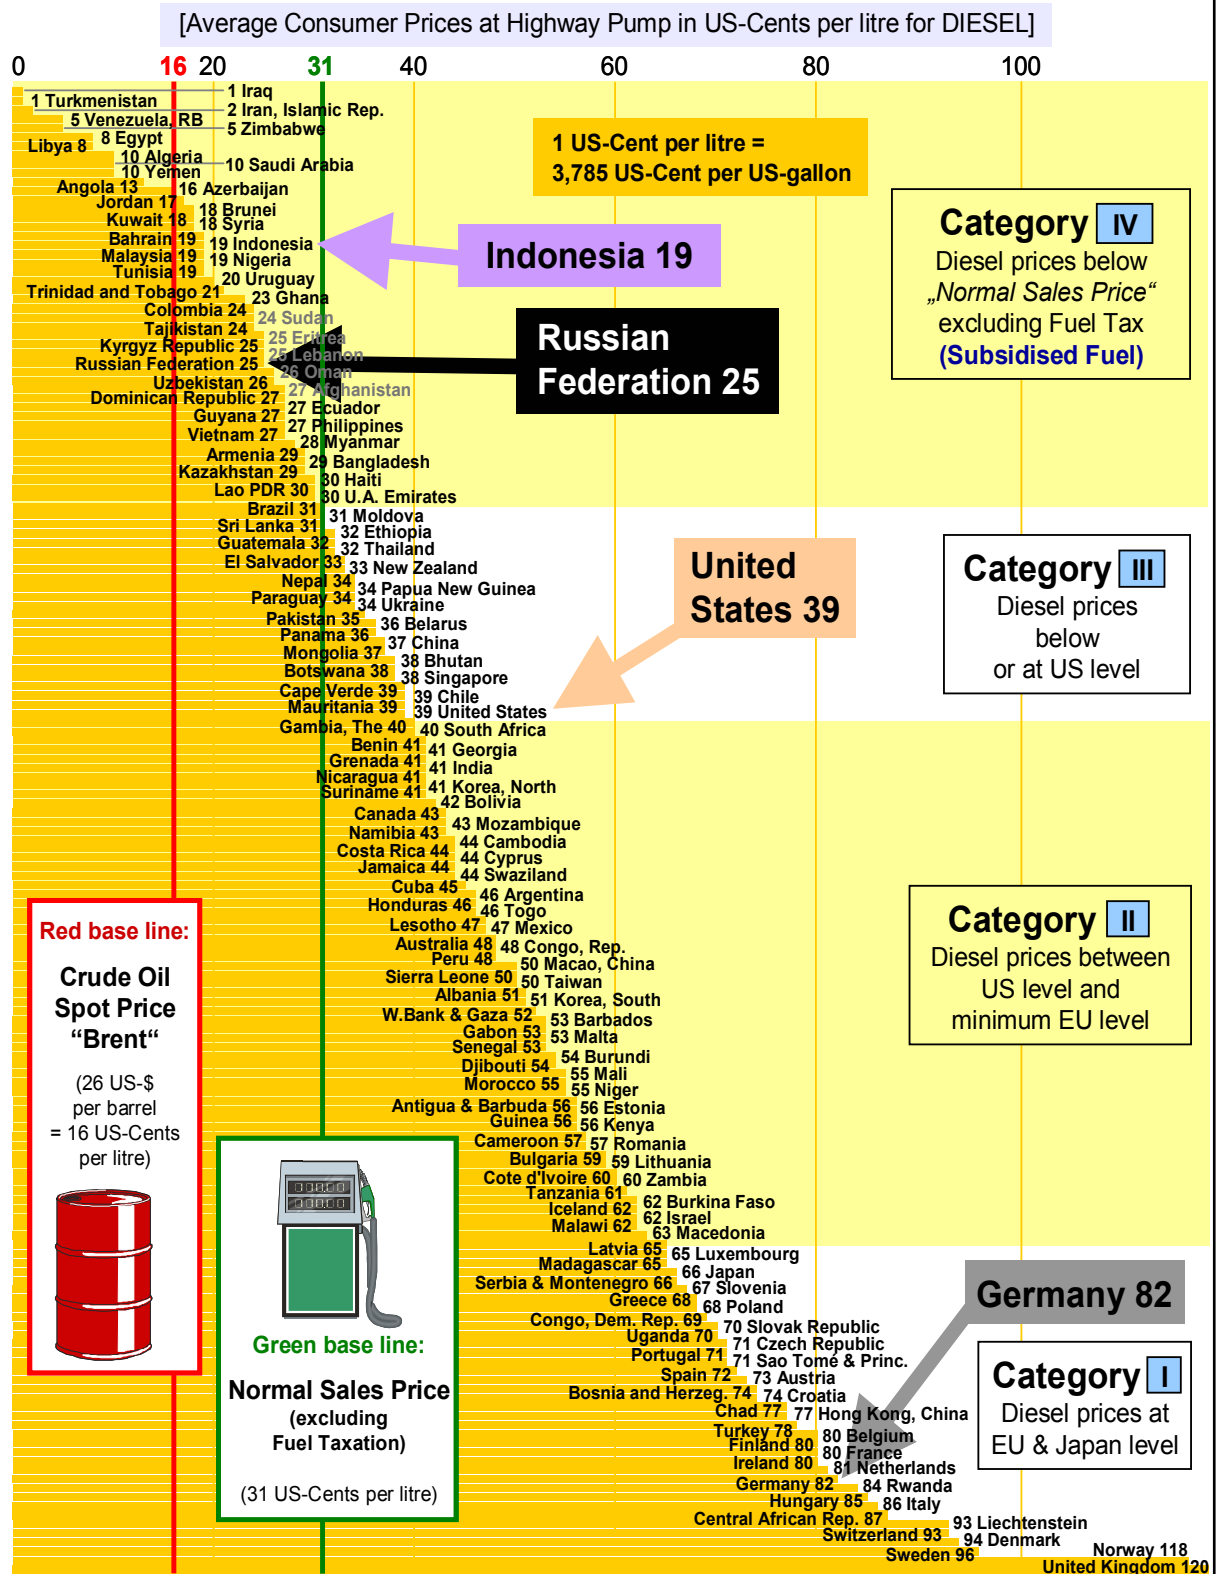 [Average Consumer Prices at Highway Pump in US-Cents per litre for DIESEL]
0 16 20 31 40 60 80 100
1 Iraq
1 Turkmenistan
2 Iran, Islamic Rep.
5 Venezuela, RB
5 Zimbabwe
8 Egypt
Libya 8
10 Algeria
10 Saudi Arabia
10 Yemen
Angola 13
16 Azerbaijan
Jordan 17
18 Brunei
Kuwait 18
18 Syria
Bahrain 19
19 Indonesia
Malaysia 19
19 Nigeria
Tunisia 19
20 Uruguay
Trinidad and Tobago 21
23 Ghana
Colombia 24
24 Sudan
Tajikistan 24
25 Eritrea
Kyrgyz Republic 25
25 Lebanon
Russian Federation 25
26 Oman
Uzbekistan 26
27 Afghanistan
Dominican Republic 27
27 Ecuador
Guyana 27
27 Philippines
Vietnam 27
28 Myanmar
Armenia 29
29 Bangladesh
Kazakhstan 29
30 Haiti
Lao PDR 30
30 U.A. Emirates
Brazil 31
31 Moldova
Sri Lanka 31
32 Ethiopia
Guatemala 32
32 Thailand
El Salvador 33
33 New Zealand
Nepal 34
34 Papua New Guinea
Paraguay 34
34 Ukraine
Pakistan 35
36 Belarus
Panama 36
37 China
Mongolia 37
38 Bhutan
Botswana 38
38 Singapore
Cape Verde 39
39 Chile
Mauritania 39
39 United States
Gambia, The 40
40 South Africa
Benin 41
41 Georgia
Grenada 41
41 India
Nicaragua 41
41 Korea, North
Suriname 41
42 Bolivia
Canada 43
43 Mozambique
Namibia 43
44 Cambodia
Costa Rica 44
44 Cyprus
Jamaica 44
44 Swaziland
Cuba 45
46 Argentina
Honduras 46
46 Togo
Lesotho 47
47 Mexico
Australia 48
48 Congo, Rep.
Peru 48
50 Macao, China
Sierra Leone 50
50 Taiwan
Albania 51
51 Korea, South
W.Bank & Gaza 52
53 Barbados
Gabon 53
53 Malta
Senegal 53
54 Burundi
Djibouti 54
55 Mali
Morocco 55
55 Niger
Antigua & Barbuda 56
56 Estonia
Guinea 56
56 Kenya
Cameroon 57
57 Romania
Bulgaria 59
59 Lithuania
Cote d'Ivoire 60
60 Zambia
Tanzania 61
62 Burkina Faso
Iceland 62
62 Israel
Malawi 62
63 Macedonia
Latvia 65
65 Luxembourg
Madagascar 65
66 Japan
Serbia & Montenegro 66
67 Slovenia
Greece 68
68 Poland
Congo, Dem. Rep. 69
70 Slovak Republic
Uganda 70
71 Czech Republic
Portugal 71
71 Sao Tomé & Princ.
Spain 72
73 Austria
Bosnia and Herzeg. 74
74 Croatia
Chad 77
77 Hong Kong, China
Turkey 78
80 Belgium
Finland 80
80 France
Ireland 80
81 Netherlands
Germany 82
84 Rwanda
Hungary 85
86 Italy
Central African Rep. 87
93 Liechtenstein
Switzerland 93
94 Denmark
Sweden 96
Norway 118
United Kingdom 120
1 US-Cent per litre =
3,785 US-Cent per US-gallon
Indonesia 19
Russian
Federation 25
United
States 39
Germany 82
Category IV
Diesel prices below
„Normal Sales Price“
excluding Fuel Tax
(Subsidised Fuel)
Category III
Diesel prices
below
or at US level
Category II
Diesel prices between
US level and
minimum EU level
Category I
Diesel prices at
EU & Japan level
Red base line:
Crude Oil
Spot Price
“Brent“
(26 US-$
per barrel
= 16 US-Cents
per litre)
000.00
000.00
Green base line:
Normal Sales Price
(excluding
Fuel Taxation)
(31 US-Cents per litre)